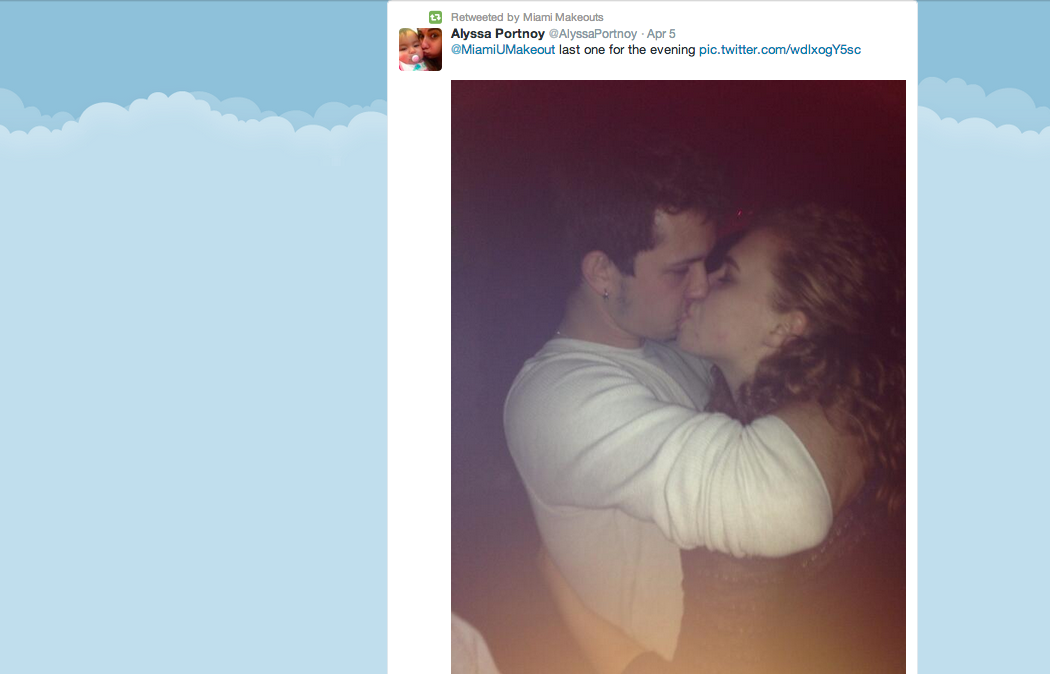 Retweeted by Miami Makeouts
Alyssa Portnoy @AlyssaPortnoy · Apr 5
@MiamiUMakeout last one for the evening pic.twitter.com/wdlxogY5sc